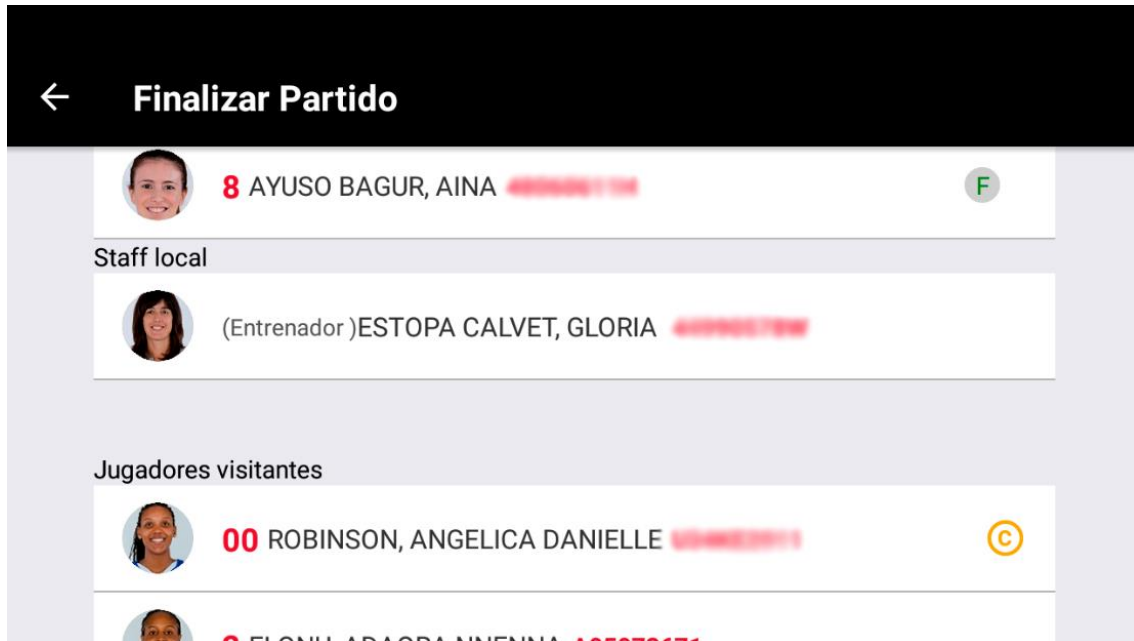 Finalizar Partido
8 AYUSO BAGUR, AINA
F
Staff local
(Entrenador )ESTOPA CALVET, GLORIA
Jugadores visitantes
00 ROBINSON, ANGELICA DANIELLE
C